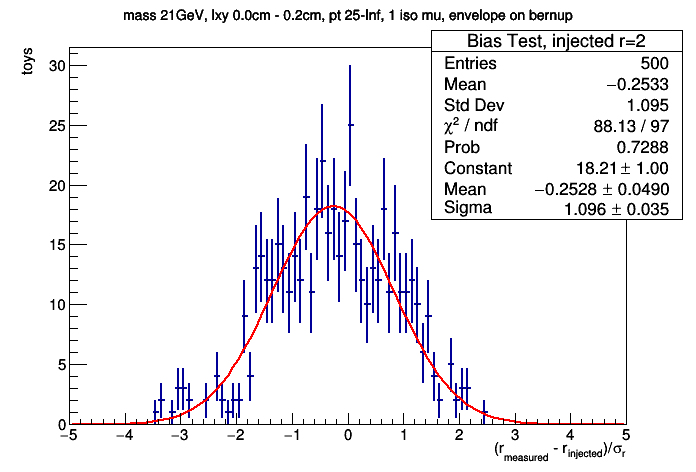 mass 21GeV, lxy 0.0cm - 0.2cm, pt 25-Inf, 1 iso mu, envelope on bernup
Bias Test, injected r=2
Entries 500
Mean −0.2533
Std Dev 1.095
χ² / ndf 88.13 / 97
Prob 0.7288
Constant 18.21 ± 1.00
Mean −0.2528 ± 0.0490
Sigma 1.096 ± 0.035
toys
30
25
20
15
10
5
0
−5 −4 −3 −2 −1 0 1 2 3 4 5
(r_measured - r_injected)/σ_r